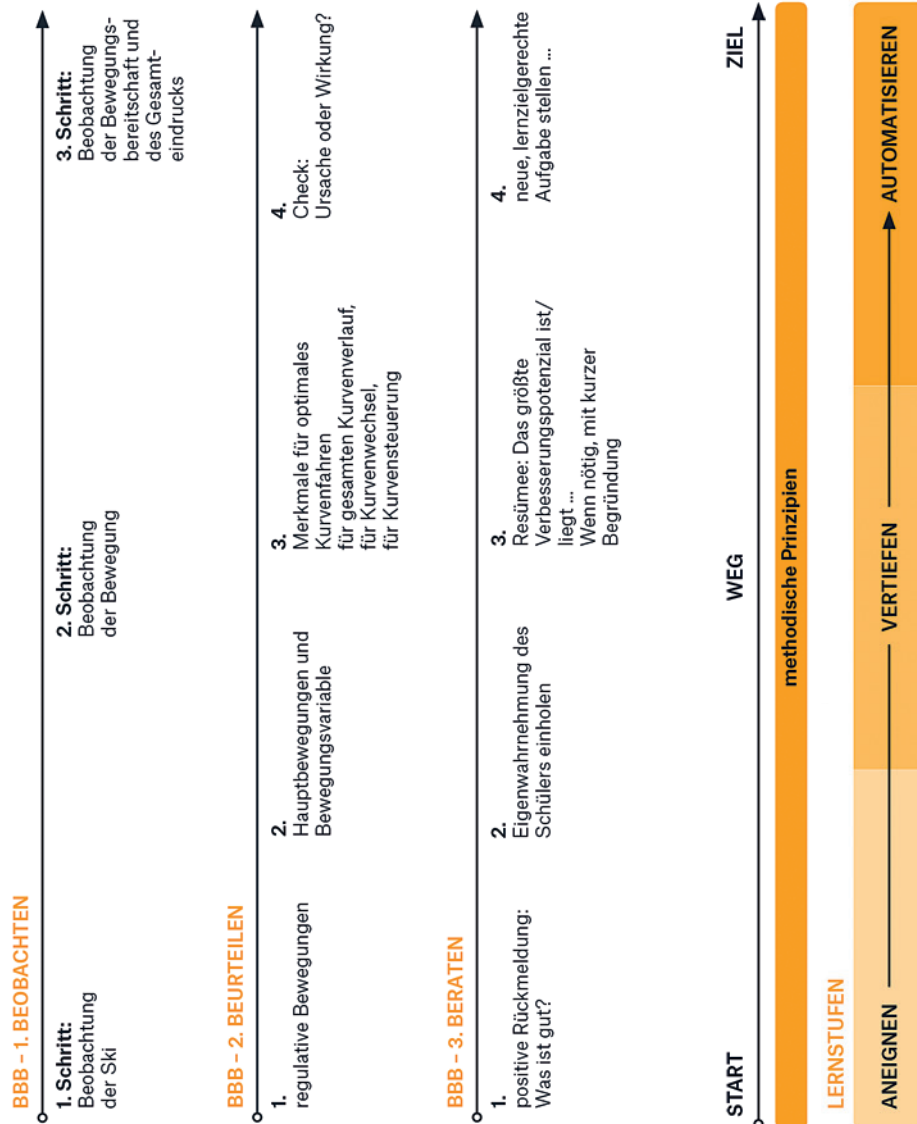 BBB – 1. BEOBACHTEN
1. Schritt:
Beobachtung
der Ski
2. Schritt:
Beobachtung
der Bewegung
3. Schritt:
Beobachtung
der Bewegungs-
bereitschaft und
des Gesamt-
eindrucks
BBB – 2. BEURTEILEN
1.
regulative Bewegungen
2.
Hauptbewegungen und
Bewegungsvariable
3.
Merkmale für optimales
Kurvenfahren
für gesamten Kurvenverlauf,
für Kurvenwechsel,
für Kurvensteuerung
4.
Check:
Ursache oder Wirkung?
BBB – 3. BERATEN
1.
positive Rückmeldung:
Was ist gut?
2.
Eigenwahrnehmung des
Schülers einholen
3.
Resümee: Das größte
Verbesserungspotenzial ist/
liegt ...
Wenn nötig, mit kurzer
Begründung
4.
neue, lernzielgerechte
Aufgabe stellen ...
START
WEG
ZIEL
methodische Prinzipien
LERNSTUFEN
ANEIGNEN
VERTIEFEN
AUTOMATISIEREN